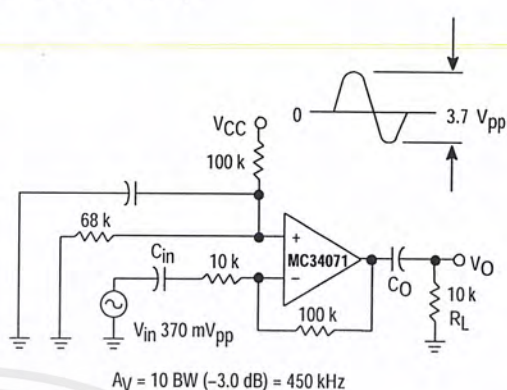 0
3.7 Vpp
VCC
100 k
68 k
Cin
10 k
+
MC34071
−
VO
CO
10 k
RL
Vin 370 mVpp
100 k
AV = 10 BW (−3.0 dB) = 450 kHz